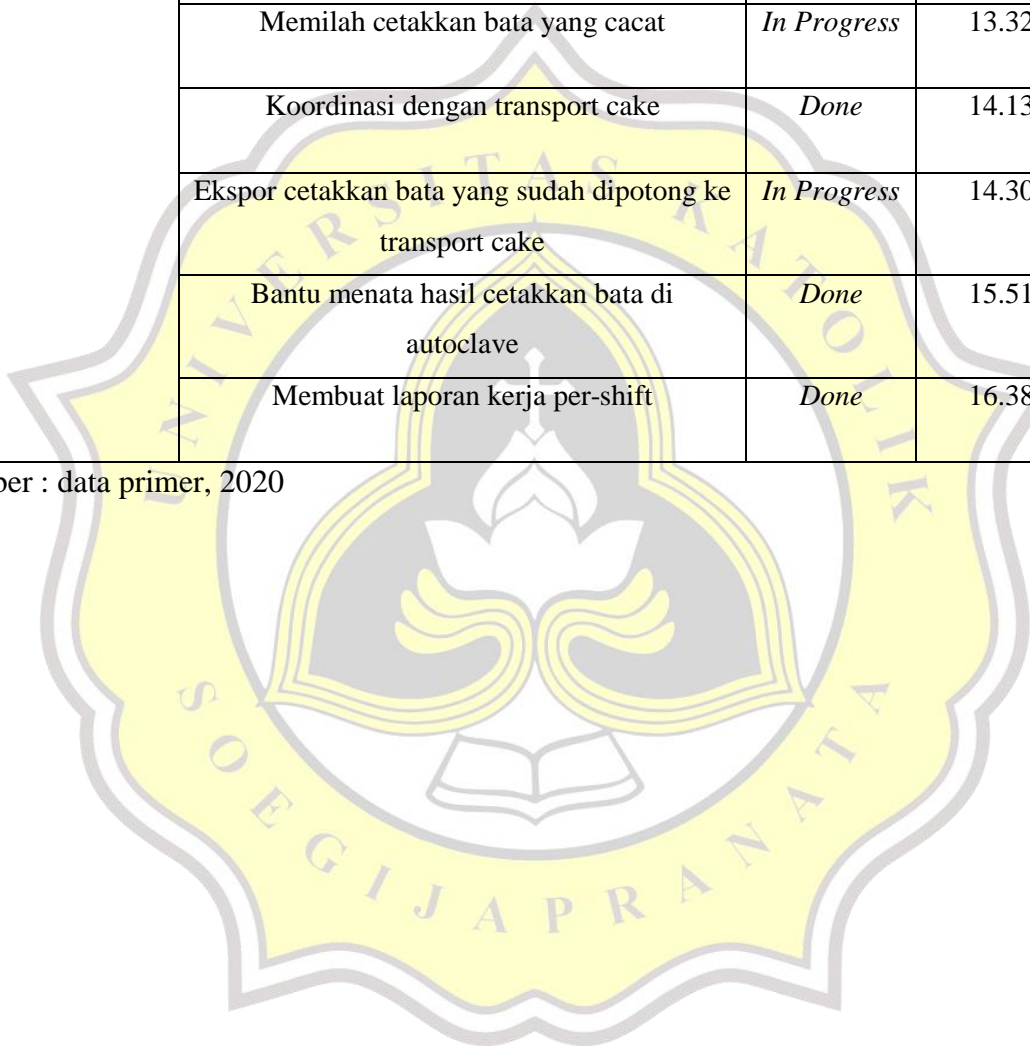 Memilah cetakkan bata yang cacat In Progress 13.32
Koordinasi dengan transport cake Done 14.13
Ekspor cetakkan bata yang sudah dipotong ke In Progress 14.30
transport cake
Bantu menata hasil cetakkan bata di Done 15.51
autoclave
Membuat laporan kerja per-shift Done 16.38
ber : data primer, 2020
UNIVERSITAS KATOLIK
SOEGIJAPRANATA